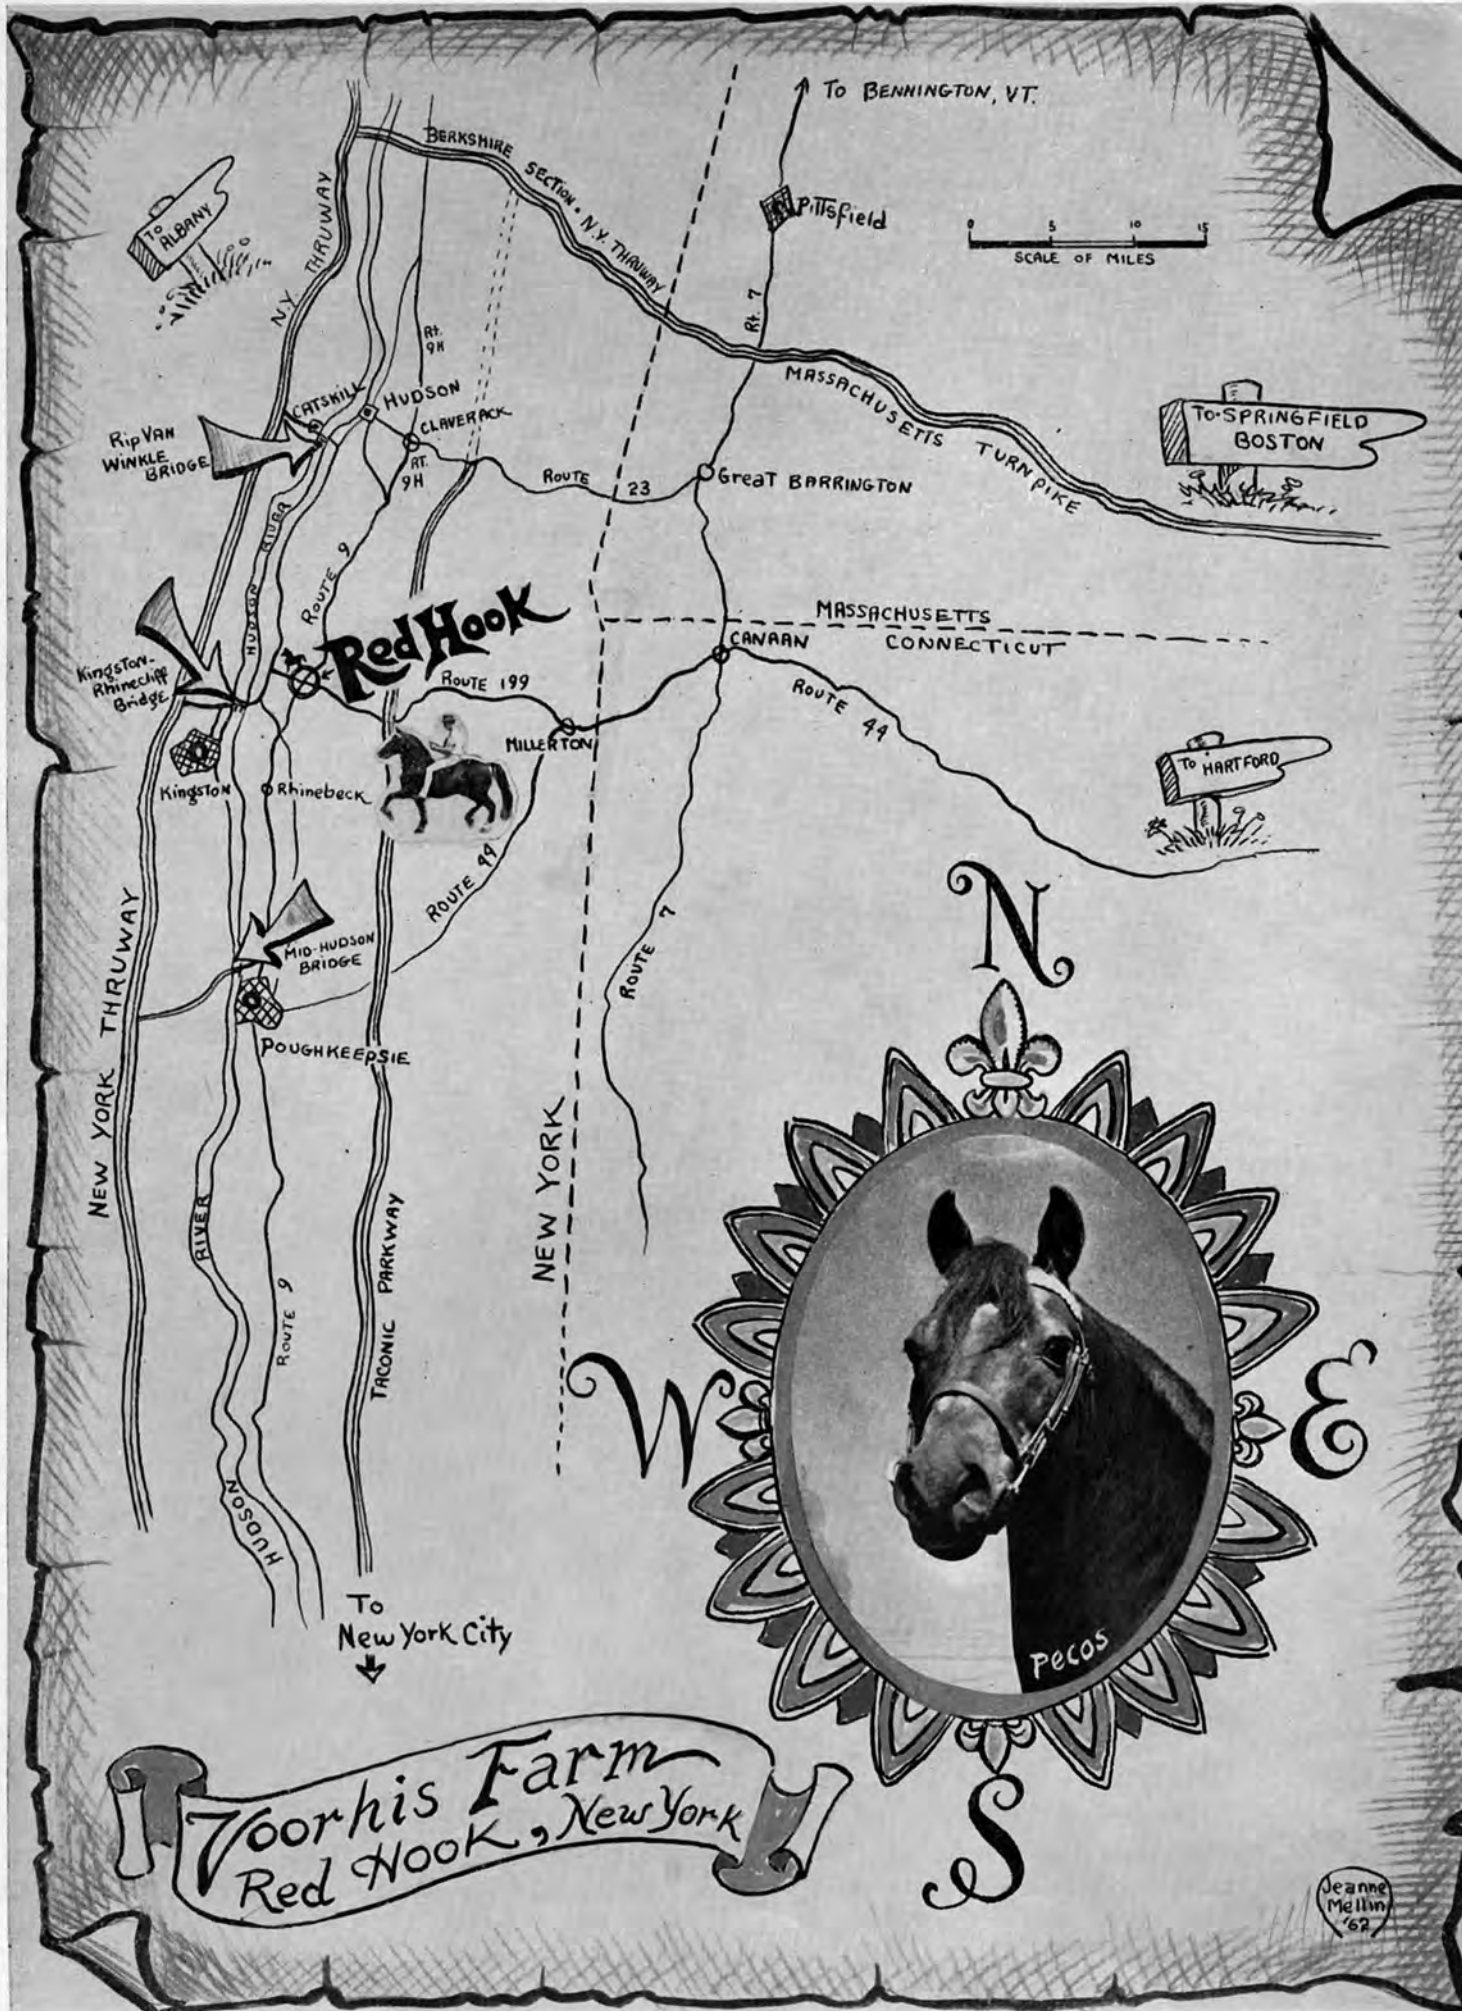 TO BENNINGTON, VT.
BERKSHIRE SECTION · N.Y. THRUWAY
TO
ALBANY
N.Y. THRUWAY
Pittsfield
0 5 10 15
SCALE OF MILES
Rt. 7
Rt.
9H
CATSKILL
HUDSON
CLAVERACK
MASSACHUSETTS TURNPIKE
TO·SPRINGFIELD
BOSTON
Rip VAN
WINKLE
BRIDGE
RT.
9H
ROUTE 23
Great BARRINGTON
HUDSON RIVER
ROUTE 9
Red Hook
MASSACHUSETTS
CONNECTICUT
CANAAN
Kingston-
Rhinecliff
Bridge
ROUTE 199
ROUTE 44
MILLERTON
TO HARTFORD
Kingston
Rhinebeck
ROUTE 44
N
MID-HUDSON
BRIDGE
ROUTE 7
POUGHKEEPSIE
NEW YORK THRUWAY
NEW YORK
RIVER
ROUTE 9
TACONIC PARKWAY
W
E
HUDSON
To
New York City
Pecos
Voorhis Farm
Red Hook, New York
S
Jeanne
Mellin
'62